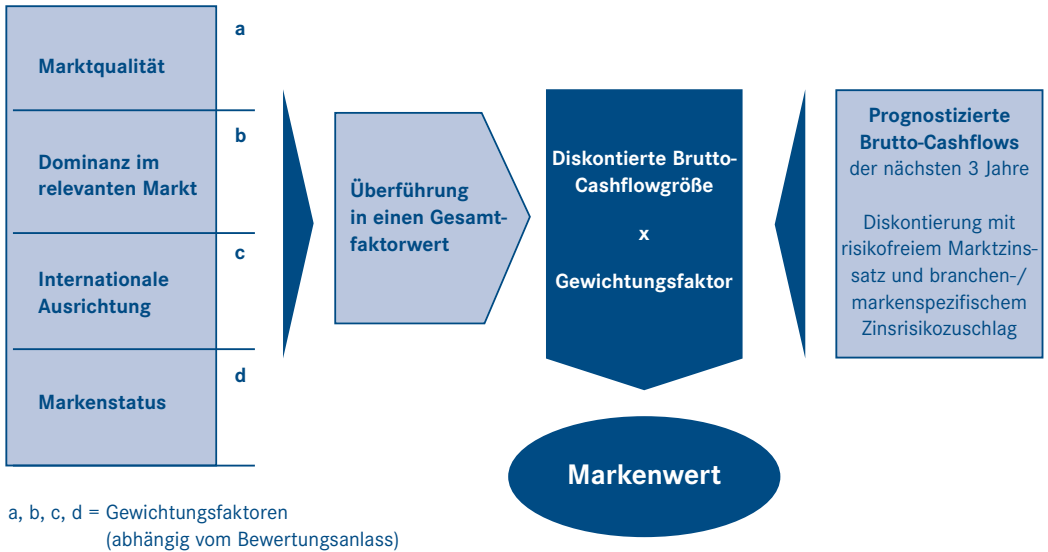 Marktqualität
a
Dominanz im
relevanten Markt
b
Internationale
Ausrichtung
c
Markenstatus
d
Überführung
in einen Gesamt-
faktorwert
Diskontierte Brutto-
Cashflowgröße
x
Gewichtungsfaktor
Prognostizierte
Brutto-Cashflows
der nächsten 3 Jahre
Diskontierung mit
risikofreiem Marktzins-
satz und branchen-/
markenspezifischem
Zinsrisikozuschlag
Markenwert
a, b, c, d = Gewichtungsfaktoren
(abhängig vom Bewertungsanlass)